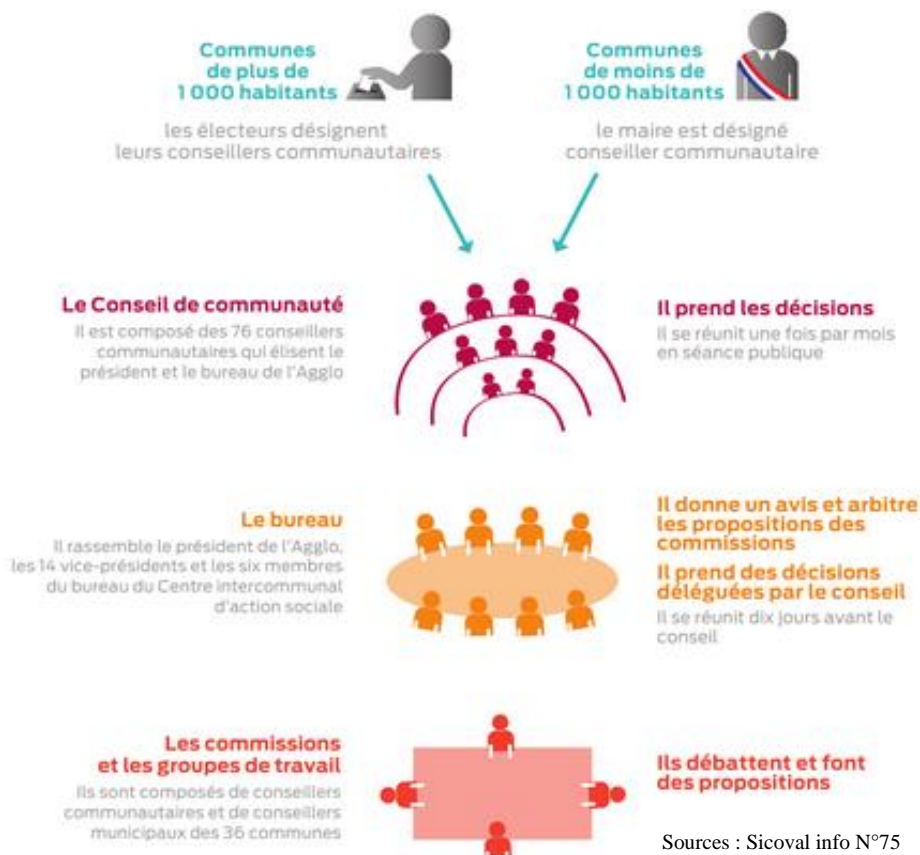 Communes
de plus de
1 000 habitants
les électeurs désignent
leurs conseillers communautaires
Communes
de moins de
1 000 habitants
le maire est désigné
conseiller communautaire
Le Conseil de communauté
Il est composé des 76 conseillers
communautaires qui élisent le
président et le bureau de l'Agglo
Il prend les décisions
Il se réunit une fois par mois
en séance publique
Le bureau
Il rassemble le président de l'Agglo,
les 14 vice-présidents et les six membres
du bureau du Centre intercommunal
d'action sociale
Il donne un avis et arbitre
les propositions des
commissions
Il prend des décisions
déléguées par le conseil
Il se réunit dix jours avant le
conseil
Les commissions
et les groupes de travail
Ils sont composés de conseillers
communautaires et de conseillers
municipaux des 36 communes
Ils débattent et font
des propositions
Sources : Sicoval info N°75